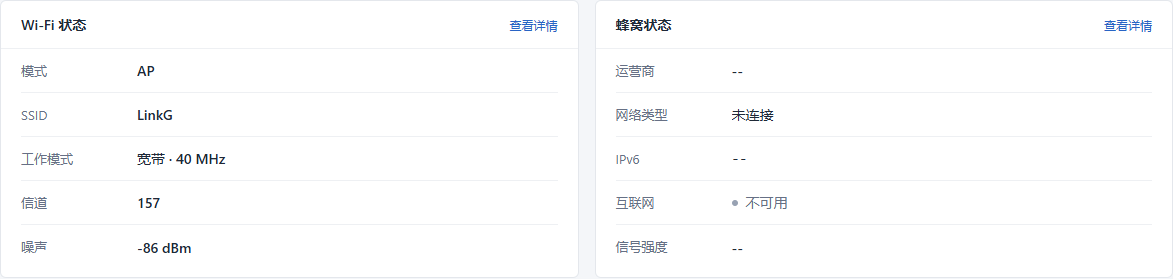 Wi-Fi 状态 查看详情
模式 AP
SSID LinkG
工作模式 宽带 · 40 MHz
信道 157
噪声 -86 dBm
蜂窝状态 查看详情
运营商 --
网络类型 未连接
IPv6 --
互联网 不可用
信号强度 --